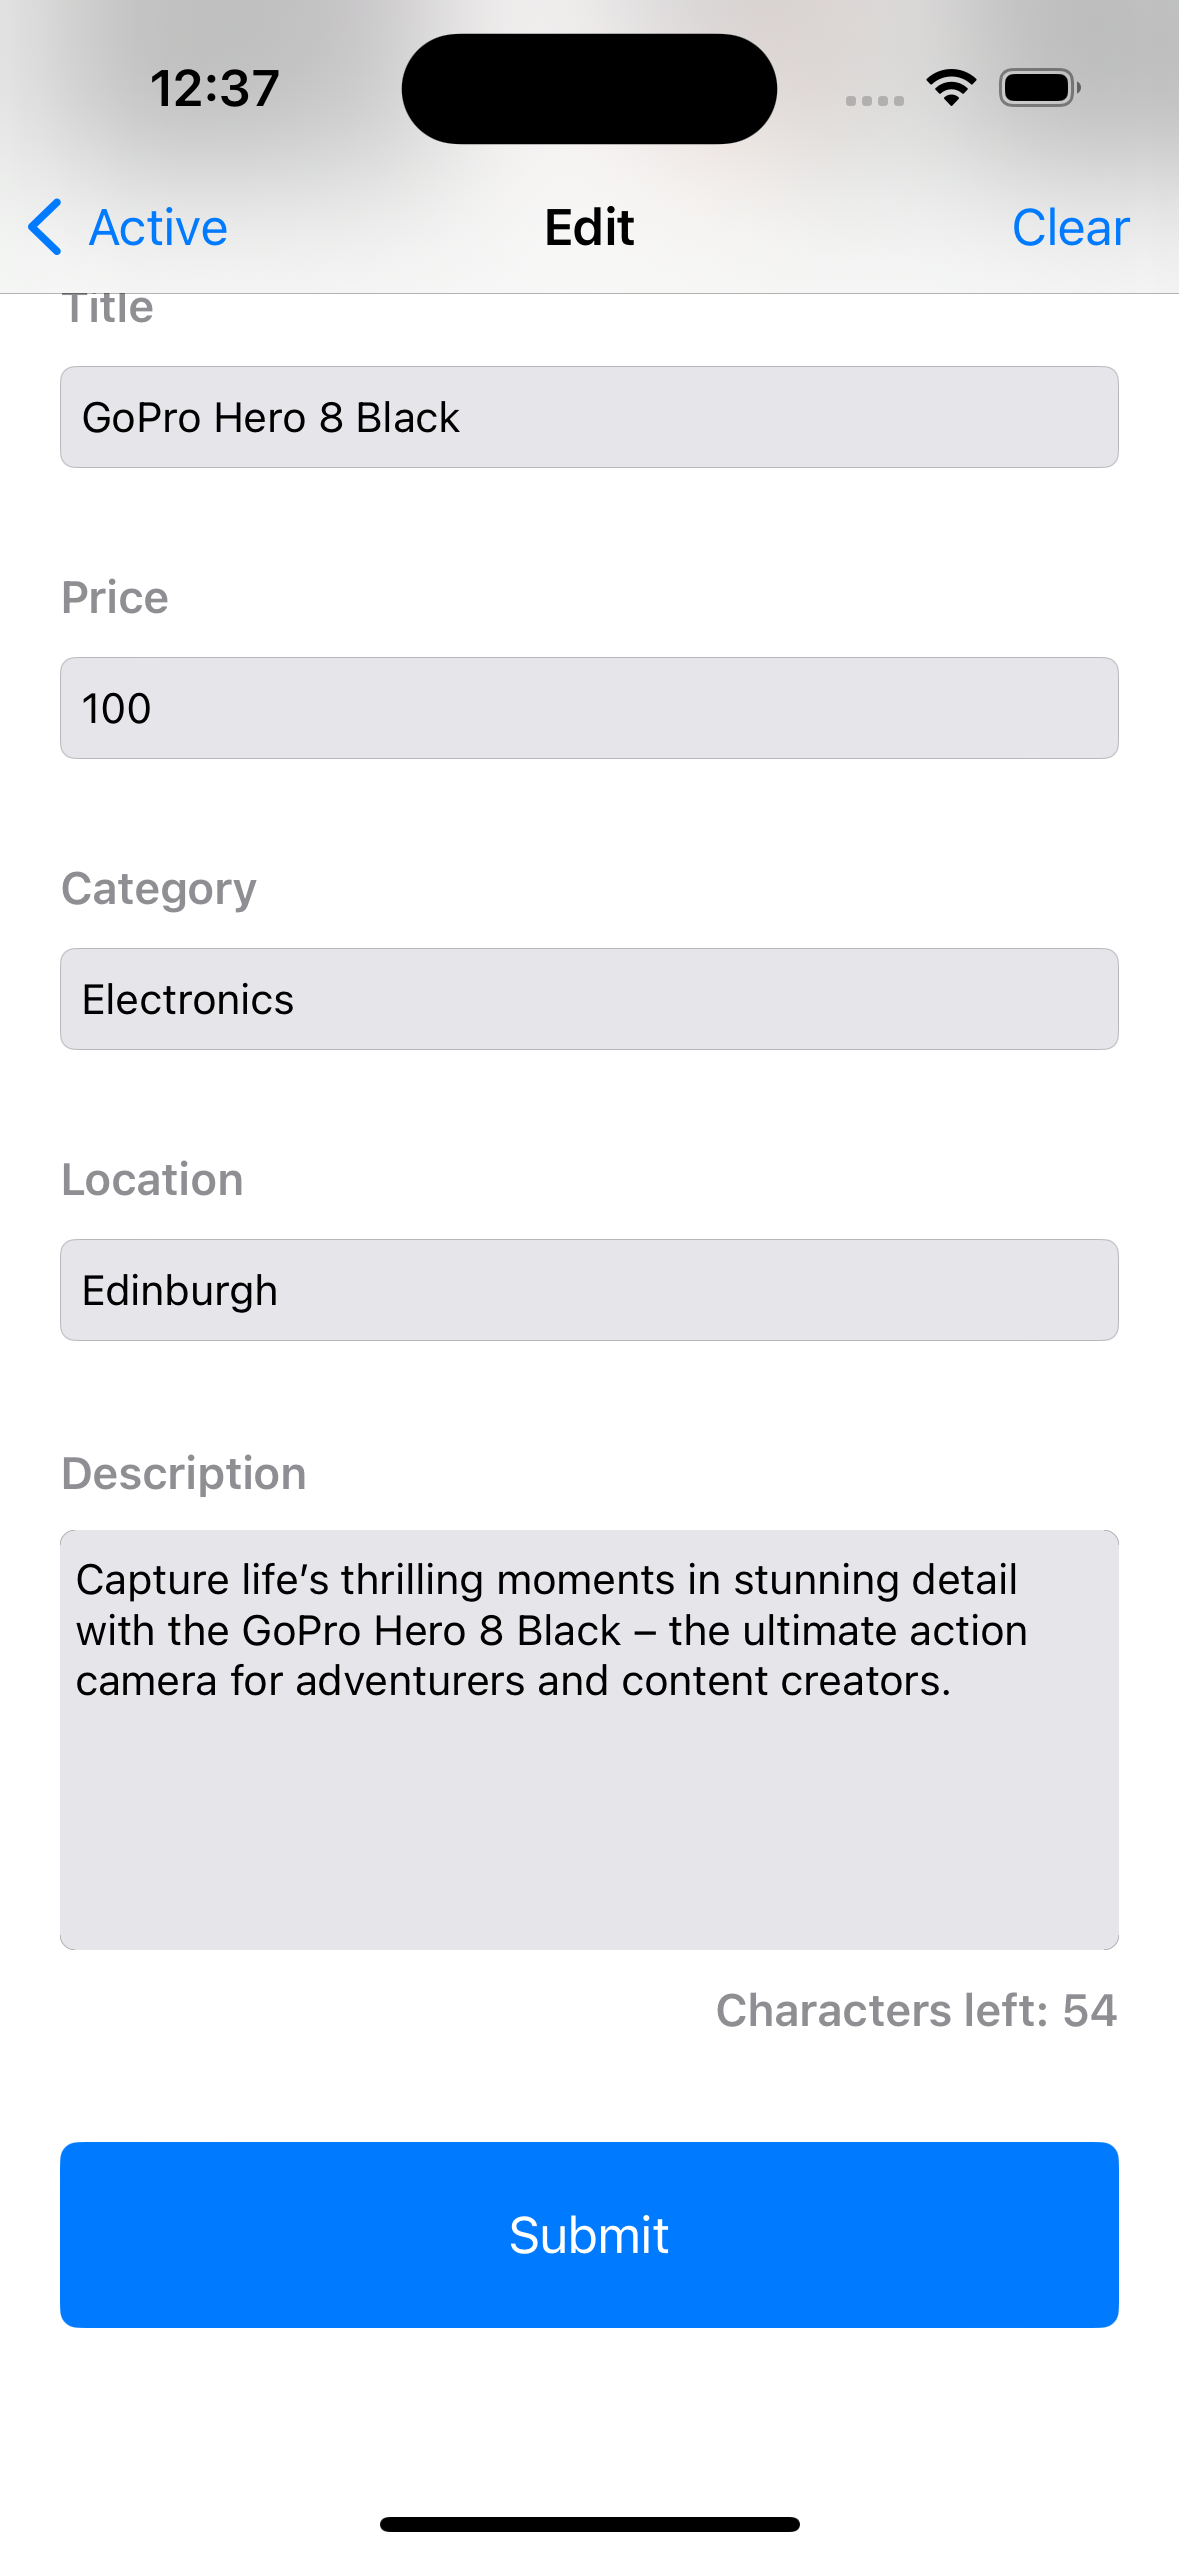 12:37
Active
Edit
Clear
Title
GoPro Hero 8 Black
Price
100
Category
Electronics
Location
Edinburgh
Description
Capture life’s thrilling moments in stunning detail
with the GoPro Hero 8 Black – the ultimate action
camera for adventurers and content creators.
Characters left: 54
Submit